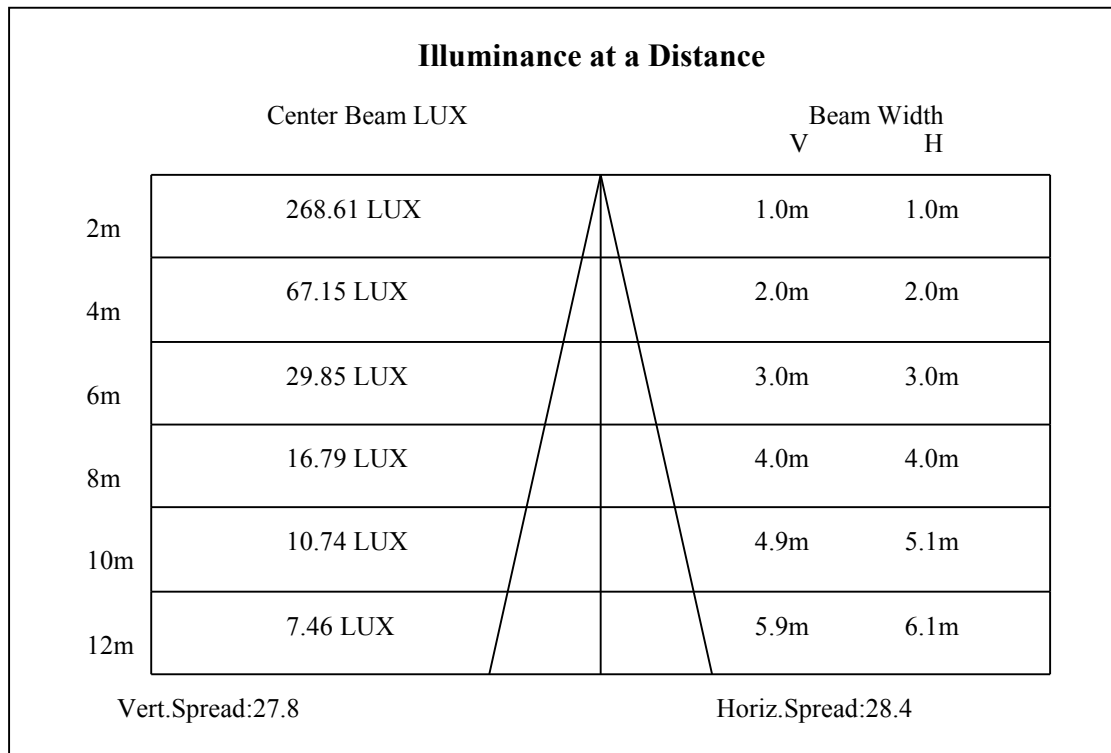 Illuminance at a Distance
Center Beam LUX Beam Width
V H
2m 268.61 LUX 1.0m 1.0m
4m 67.15 LUX 2.0m 2.0m
6m 29.85 LUX 3.0m 3.0m
8m 16.79 LUX 4.0m 4.0m
10m 10.74 LUX 4.9m 5.1m
12m 7.46 LUX 5.9m 6.1m
Vert.Spread:27.8 Horiz.Spread:28.4